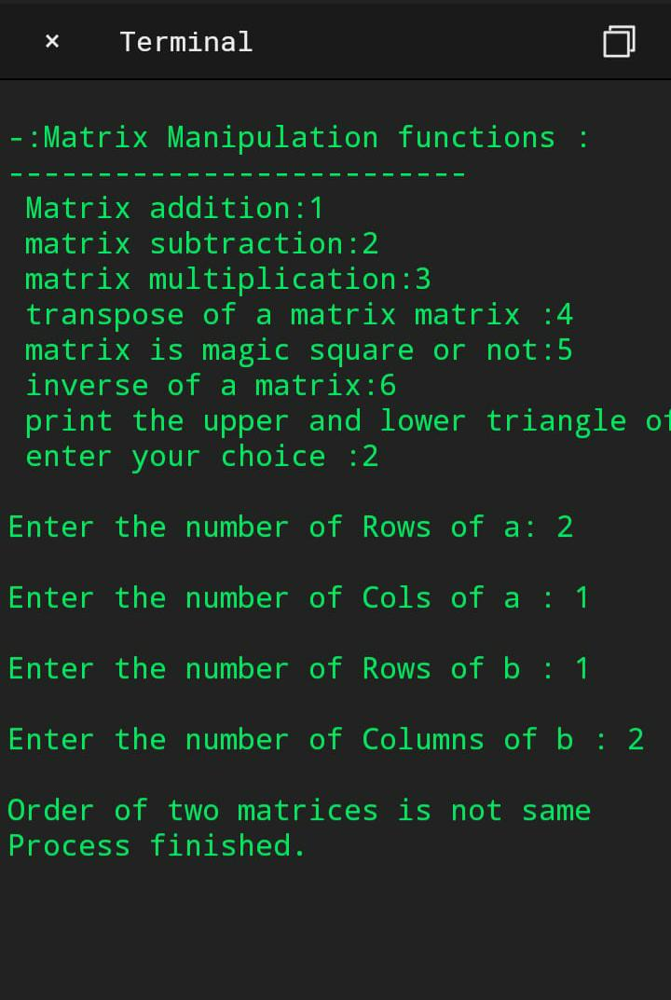 × Terminal
-:Matrix Manipulation functions :
--------------------------
Matrix addition:1
matrix subtraction:2
matrix multiplication:3
transpose of a matrix matrix :4
matrix is magic square or not:5
inverse of a matrix:6
print the upper and lower triangle of
enter your choice :2
Enter the number of Rows of a: 2
Enter the number of Cols of a : 1
Enter the number of Rows of b : 1
Enter the number of Columns of b : 2
Order of two matrices is not same
Process finished.